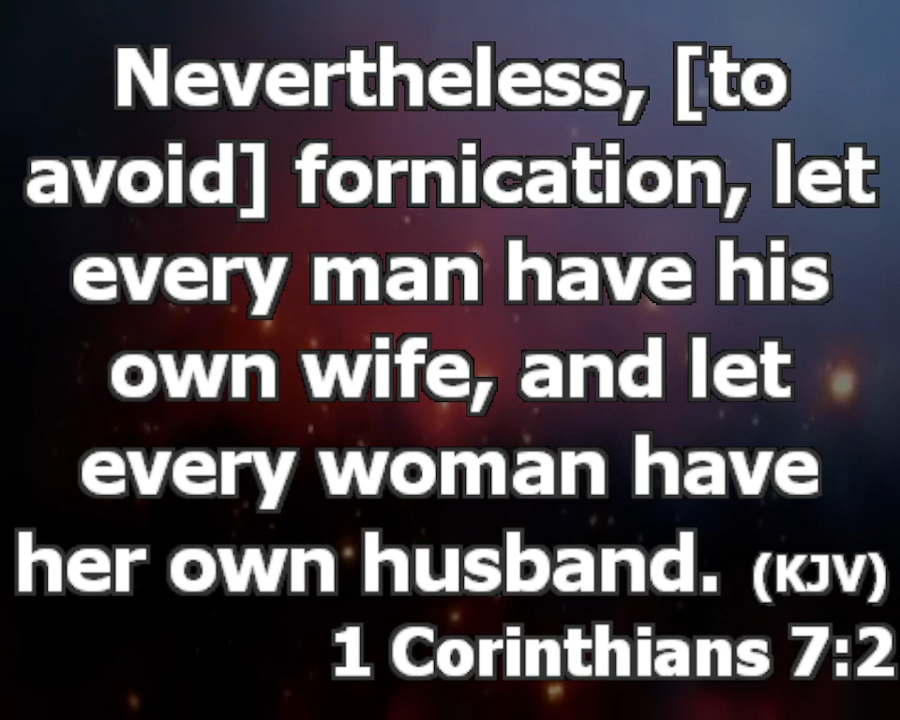 Nevertheless, [to
avoid] fornication, let
every man have his
own wife, and let
every woman have
her own husband. (KJV)
1 Corinthians 7:2